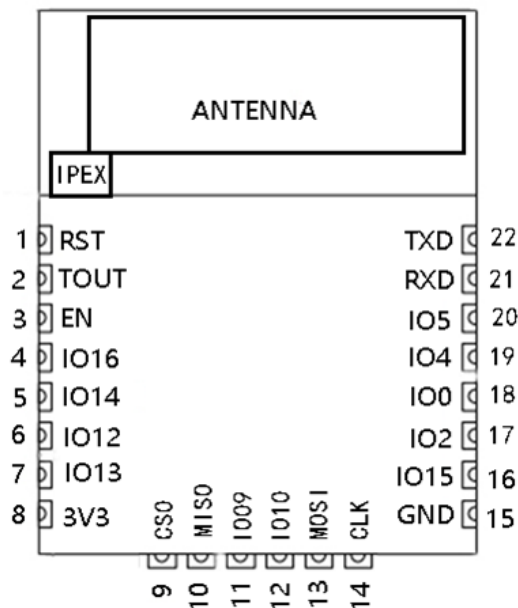 ANTENNA
IPEX
1 RST TXD 22
2 TOUT RXD 21
3 EN IO5 20
4 IO16 IO4 19
5 IO14 IO0 18
6 IO12 IO2 17
7 IO13 IO15 16
8 3V3 GND 15
CSO MISO IO09 IO10 MOSI CLK
9 10 11 12 13 14